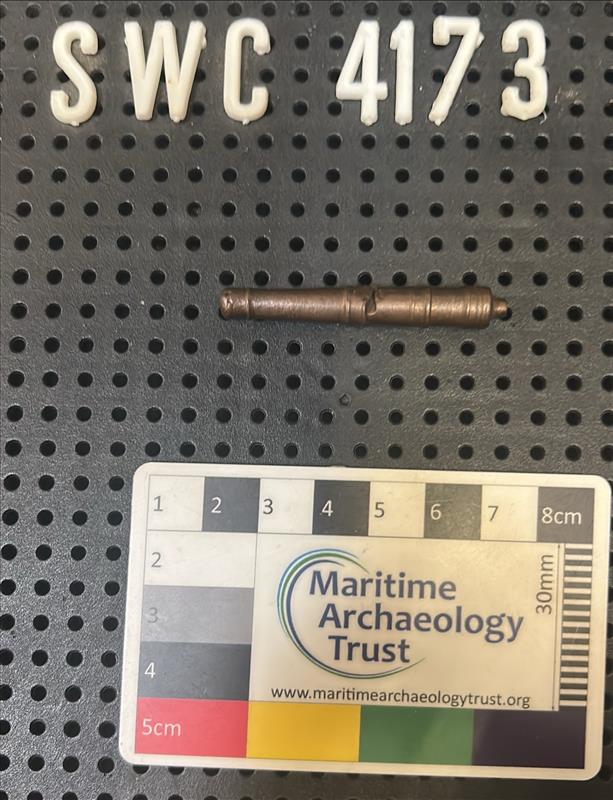 SWC 4173
1 2 3 4 5 6 7 8cm
2
3
4
5cm
30mm
Maritime
Archaeology
Trust
www.maritimearchaeologytrust.org